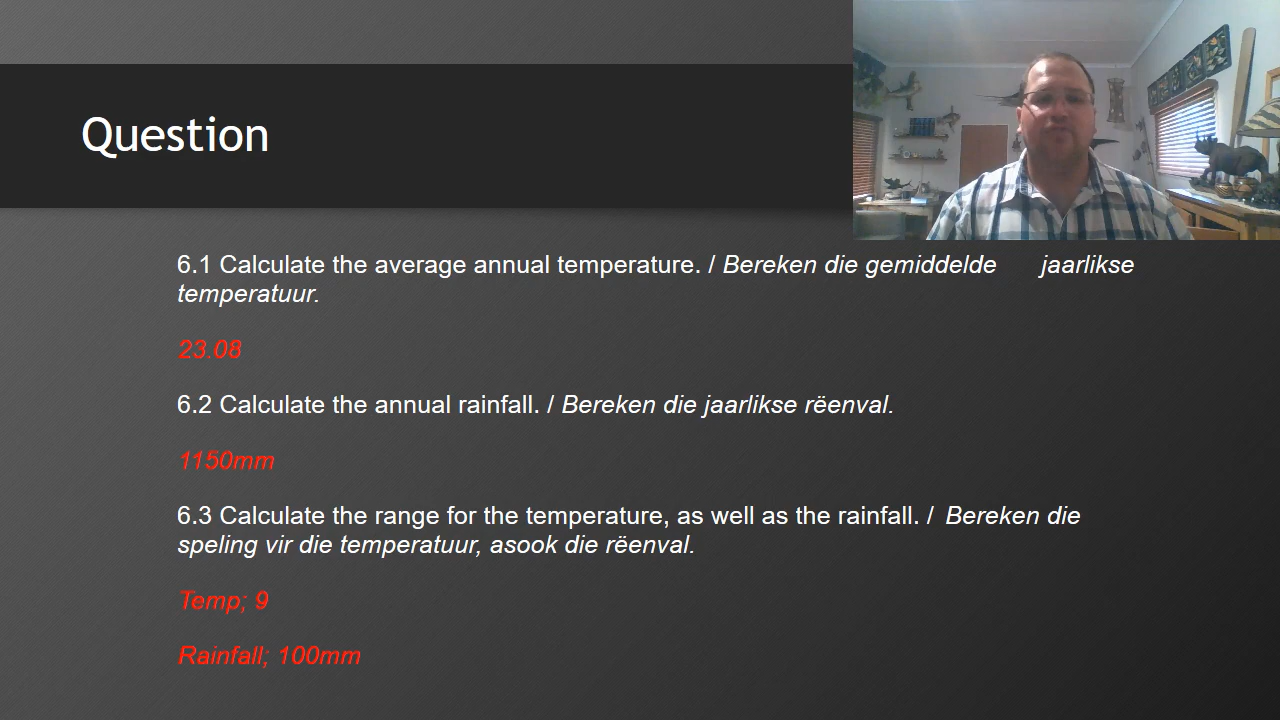 Question
6.1 Calculate the average annual temperature. / Bereken die gemiddelde jaarlikse
temperatuur.
23.08
6.2 Calculate the annual rainfall. / Bereken die jaarlikse rëenval.
1150mm
6.3 Calculate the range for the temperature, as well as the rainfall. / Bereken die
speling vir die temperatuur, asook die rëenval.
Temp; 9
Rainfall; 100mm